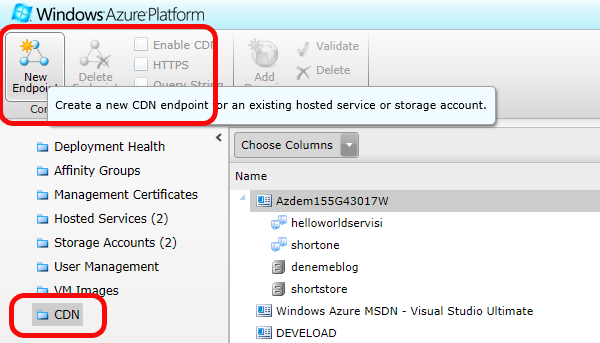 Windows Azure Platform
New Endpoint
Delete
Enable CDN
HTTPS
Query String
Add
Validate
Delete
Create a new CDN endpoint for an existing hosted service or storage account.
Deployment Health
Affinity Groups
Management Certificates
Hosted Services (2)
Storage Accounts (2)
User Management
VM Images
CDN
Choose Columns
Name
Azdem155G43017W
helloworldservisi
shortone
denemeblog
shortstore
Windows Azure MSDN - Visual Studio Ultimate
DEVELOAD